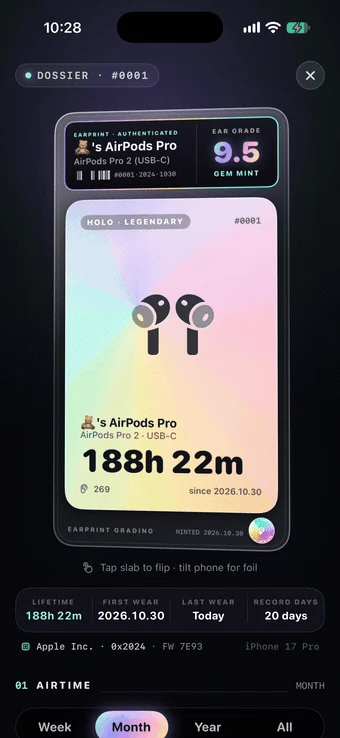 10:28
DOSSIER · #0001
EARPRINT · AUTHENTICATED
🧸's AirPods Pro
AirPods Pro 2 (USB-C)
#0001·2024·1030
EAR GRADE
9.5
GEM MINT
HOLO · LEGENDARY
#0001
🧸's AirPods Pro
AirPods Pro 2 · USB-C
188h 22m
269
since 2026.10.30
EARPRINT GRADING
MINTED 2026.10.30
Tap slab to flip · tilt phone for foil
LIFETIME
188h 22m
FIRST WEAR
2026.10.30
LAST WEAR
Today
RECORD DAYS
20 days
Apple Inc. · 0x2024 · FW 7E93
iPhone 17 Pro
01 AIRTIME
MONTH
Week
Month
Year
All